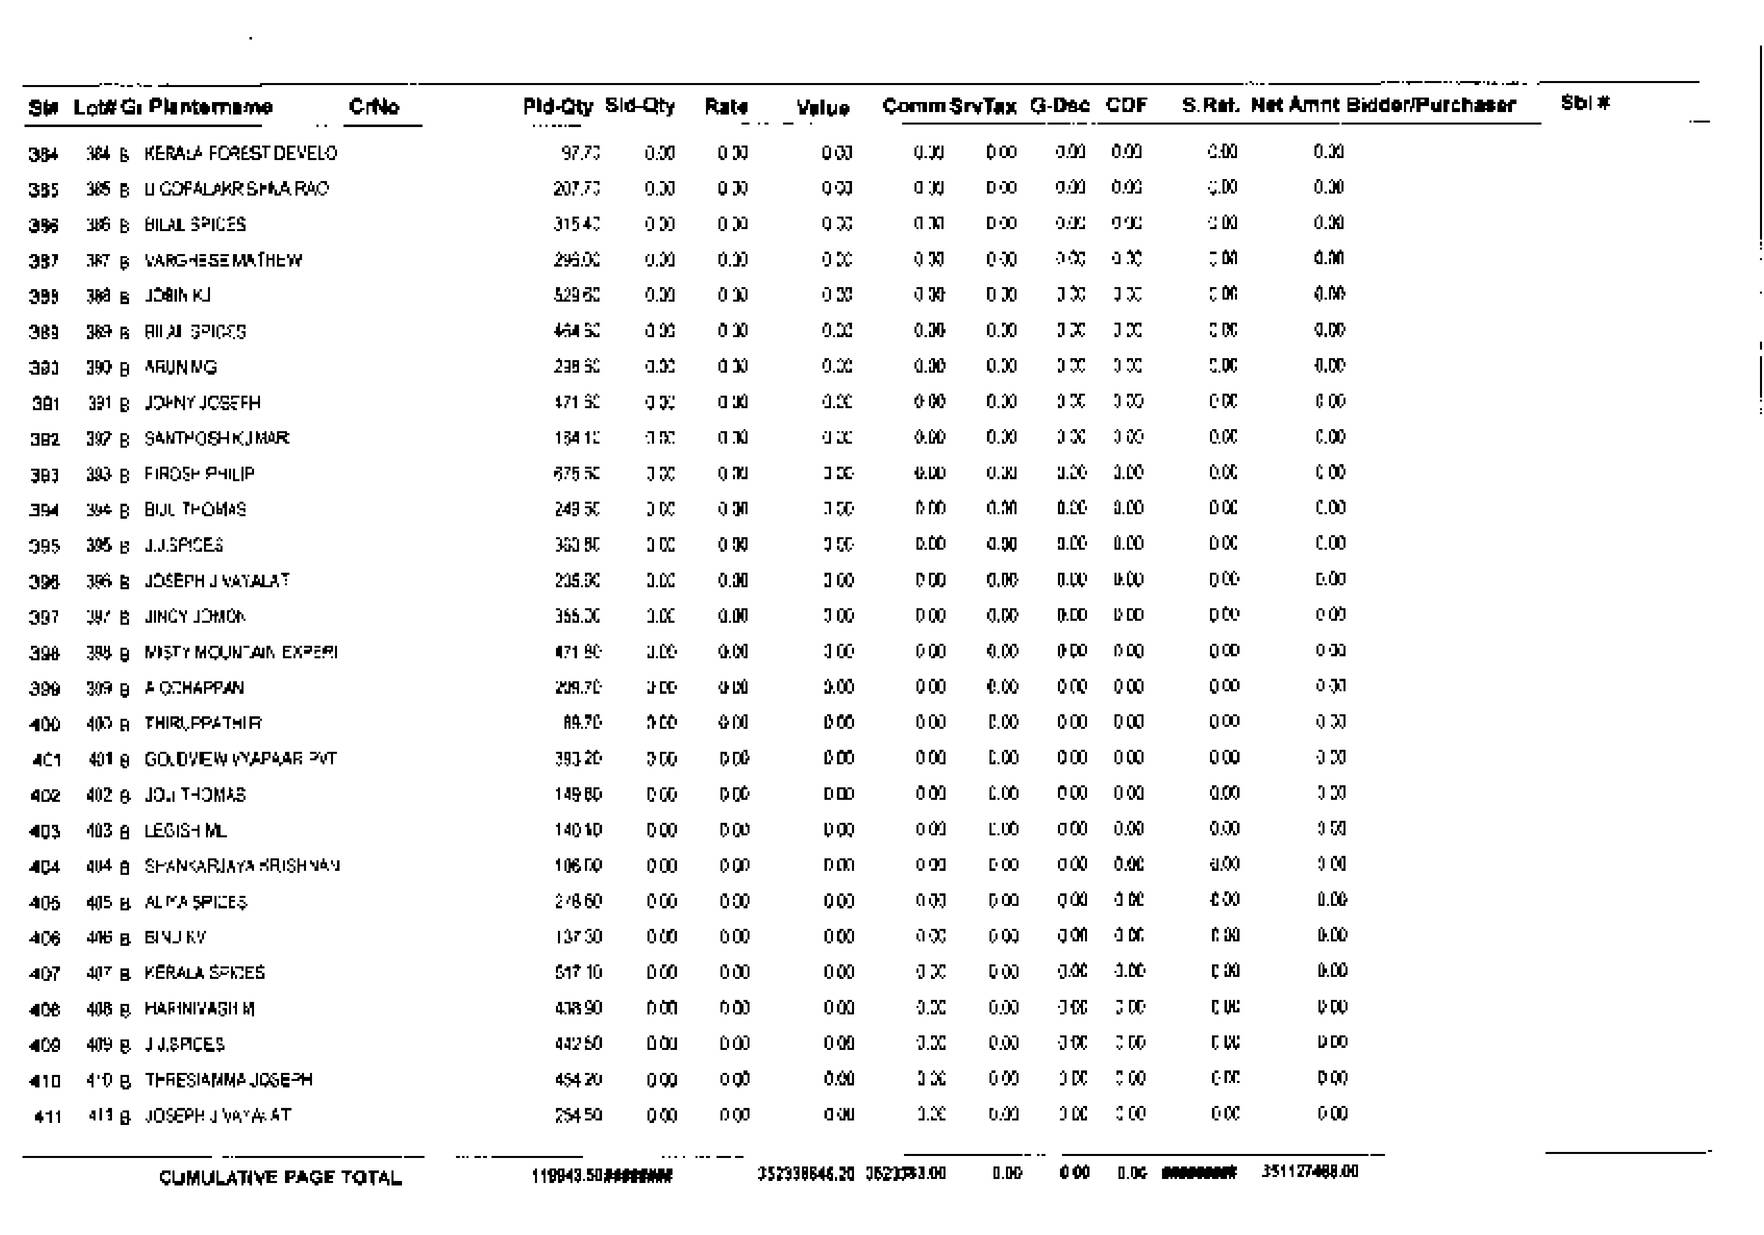 Sl# Lot# Gr Plantername CrNo Pld-Qty Sld-Qty Rate Value Comm SrvTax G-Dsc CDF S.Ret. Net Amnt Bidder/Purchaser Sbl #
384 384 B KERALA FOREST DEVELO 97.70 0.00 0.00 0.00 0.00 0.00 0.00 0.00 0.00 0.00
385 385 B U GOPALAKRISHNA RAO 207.70 0.00 0.00 0.00 0.00 0.00 0.00 0.00 0.00 0.00
386 386 B BILAL SPICES 315.40 0.00 0.00 0.00 0.00 0.00 0.00 0.00 0.00 0.00
387 387 B VARGHESE MATHEW 296.00 0.00 0.00 0.00 0.00 0.00 0.00 0.00 0.00 0.00
388 388 B JOBIN KJ 529.60 0.00 0.00 0.00 0.00 0.00 0.00 0.00 0.00 0.00
389 389 B BILAL SPICES 0.00 0.00 0.00 0.00 0.00 0.00 0.00 0.00 0.00
390 390 B ARUN MG 0.00 0.00 0.00 0.00 0.00 0.00 0.00 0.00 0.00
391 391 B JOHNY JOSEPH 0.00 0.00 0.00 0.00 0.00 0.00 0.00 0.00 0.00
392 392 B SANTHOSH KUMAR 0.00 0.00 0.00 0.00 0.00 0.00 0.00 0.00 0.00
393 393 B FIROSH PHILIP 0.00 0.00 0.00 0.00 0.00 0.00 0.00 0.00 0.00
394 394 B BIJU THOMAS 0.00 0.00 0.00 0.00 0.00 0.00 0.00 0.00 0.00
395 395 B J.J.SPICES 0.00 0.00 0.00 0.00 0.00 0.00 0.00 0.00 0.00
396 396 B JOSEPH J VAYALAT 0.00 0.00 0.00 0.00 0.00 0.00 0.00 0.00 0.00
397 397 B JINCY JOMON 355.00 0.00 0.00 0.00 0.00 0.00 0.00 0.00 0.00 0.00
398 398 B MISTY MOUNTAIN EXPERI 471.80 0.00 0.00 0.00 0.00 0.00 0.00 0.00 0.00 0.00
399 399 B A OCHAPPAN 0.00 0.00 0.00 0.00 0.00 0.00 0.00 0.00 0.00
400 400 B THIRUPPATHI R 0.00 0.00 0.00 0.00 0.00 0.00 0.00 0.00 0.00
401 401 B GOLDVIEW VYAPAAR PVT 393.20 0.00 0.00 0.00 0.00 0.00 0.00 0.00 0.00 0.00
402 402 B JOJI THOMAS 149.80 0.00 0.00 0.00 0.00 0.00 0.00 0.00 0.00 0.00
403 403 B LEGISH ML 140.10 0.00 0.00 0.00 0.00 0.00 0.00 0.00 0.00 0.00
404 404 B SHANKARJAYA KRISHNAN 106.00 0.00 0.00 0.00 0.00 0.00 0.00 0.00 0.00 0.00
405 405 B ALPHA SPICES 278.60 0.00 0.00 0.00 0.00 0.00 0.00 0.00 0.00 0.00
406 406 B BINU KV 137.30 0.00 0.00 0.00 0.00 0.00 0.00 0.00 0.00 0.00
407 407 B KERALA SPICES 517.10 0.00 0.00 0.00 0.00 0.00 0.00 0.00 0.00 0.00
408 408 B HARINIVASH M 438.90 0.00 0.00 0.00 0.00 0.00 0.00 0.00 0.00 0.00
409 409 B J.J.SPICES 442.50 0.00 0.00 0.00 0.00 0.00 0.00 0.00 0.00 0.00
410 410 B THRESIAMMA JOSEPH 454.20 0.00 0.00 0.00 0.00 0.00 0.00 0.00 0.00 0.00
411 411 B JOSEPH J VAYALAT 254.50 0.00 0.00 0.00 0.00 0.00 0.00 0.00 0.00 0.00
CUMULATIVE PAGE TOTAL 119943.50 ######### 352338646.20 0.00 0.00 0.00 ######### 351127488.00